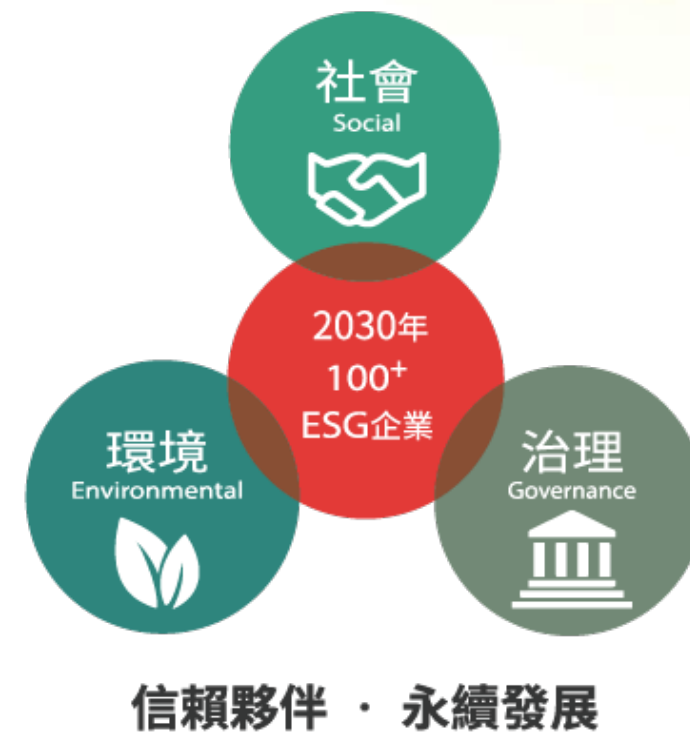 社會
Social
2030年
100⁺
ESG企業
環境
Environmental
治理
Governance
信賴夥伴 · 永續發展